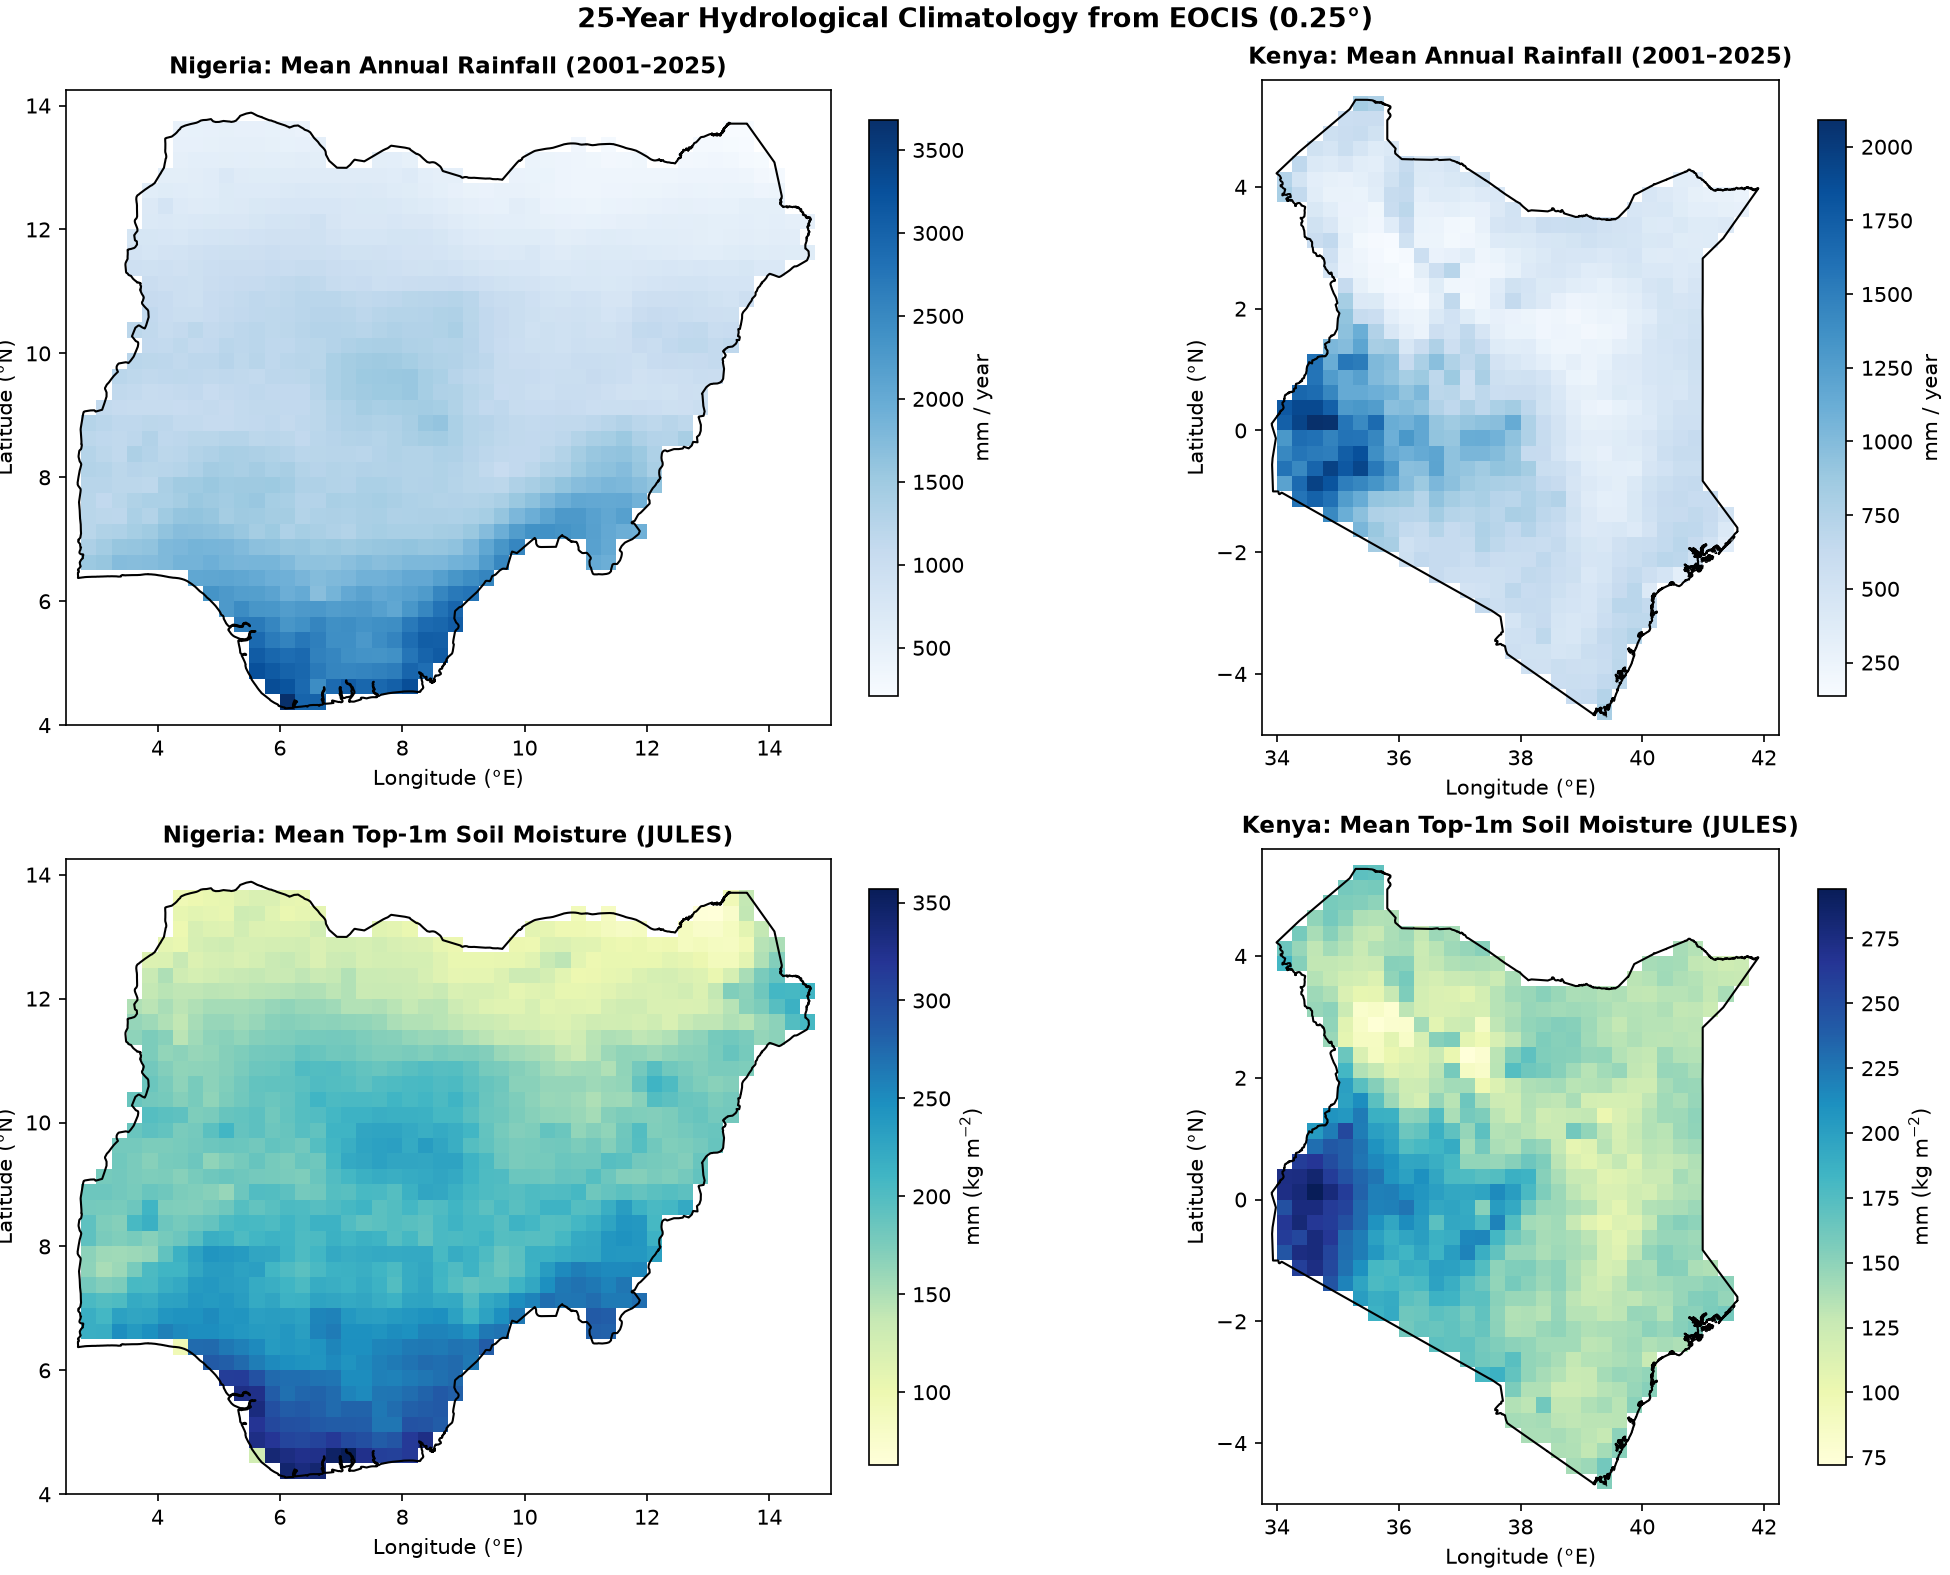 25-Year Hydrological Climatology from EOCIS (0.25°)
Nigeria: Mean Annual Rainfall (2001–2025)
14
12
10
8
6
4
Latitude (°N)
4 6 8 10 12 14
Longitude (°E)
3500
3000
2500
2000
1500
1000
500
mm / year
Kenya: Mean Annual Rainfall (2001–2025)
4
2
0
−2
−4
Latitude (°N)
34 36 38 40 42
Longitude (°E)
2000
1750
1500
1250
1000
750
500
250
mm / year
Nigeria: Mean Top-1m Soil Moisture (JULES)
14
12
10
8
6
4
Latitude (°N)
4 6 8 10 12 14
Longitude (°E)
350
300
250
200
150
100
mm (kg m⁻²)
Kenya: Mean Top-1m Soil Moisture (JULES)
4
2
0
−2
−4
Latitude (°N)
34 36 38 40 42
Longitude (°E)
275
250
225
200
175
150
125
100
75
mm (kg m⁻²)